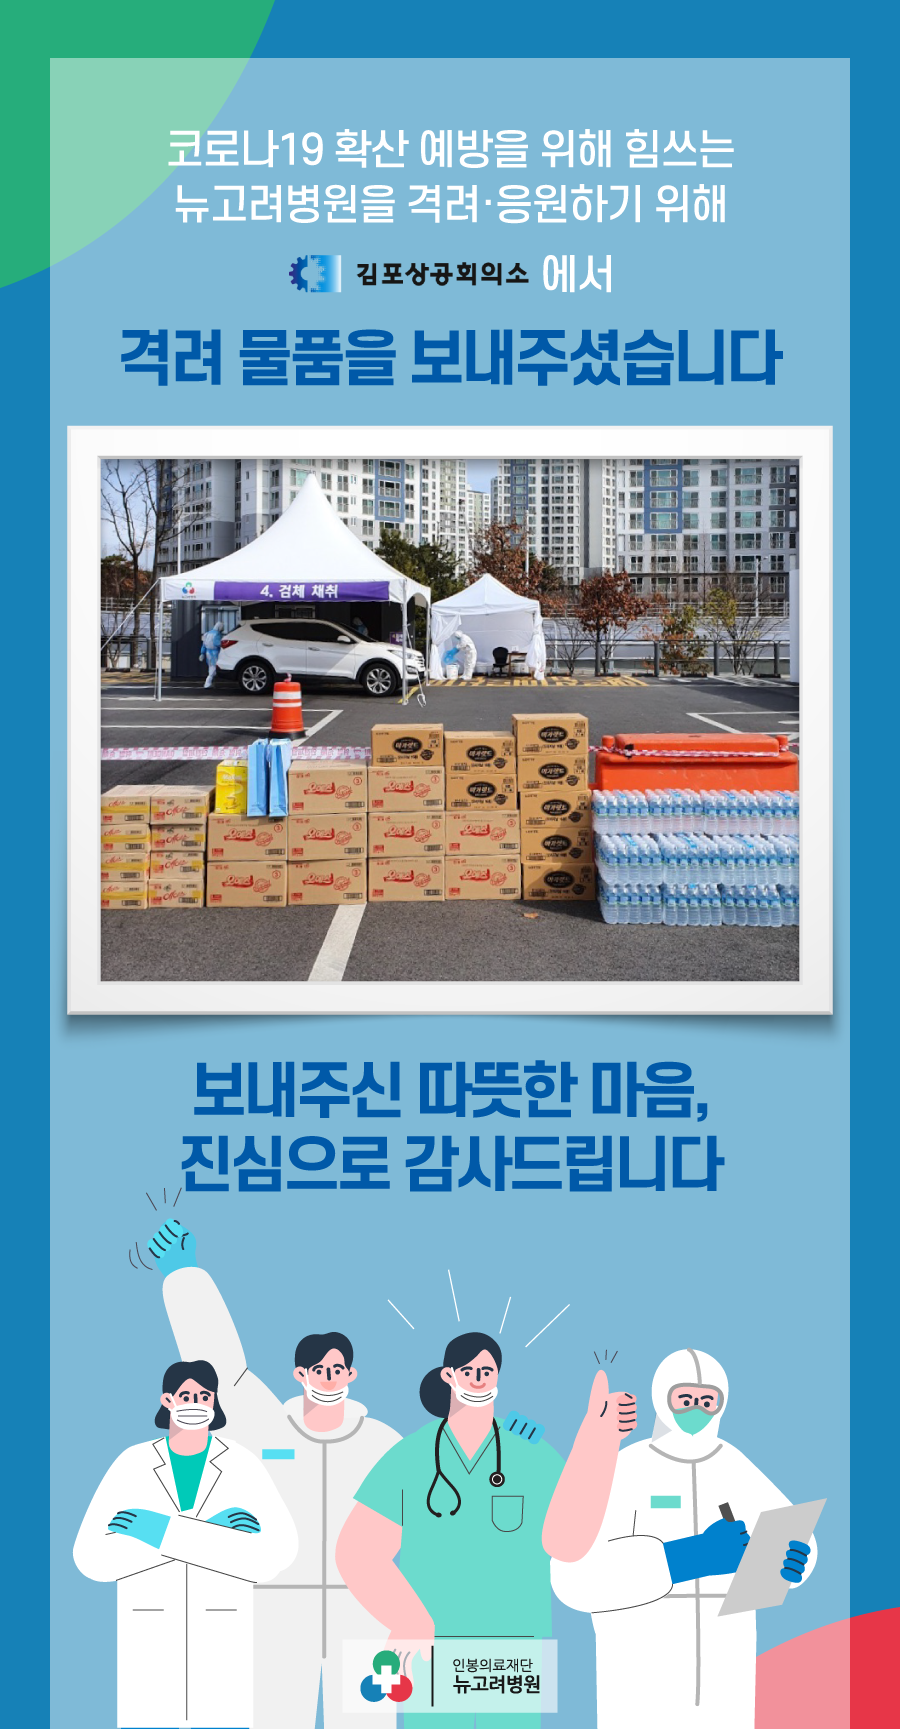 코로나19 확산 예방을 위해 힘쓰는
뉴고려병원을 격려·응원하기 위해
김포상공회의소 에서
격려 물품을 보내주셨습니다
4. 검체 채취
보내주신 따뜻한 마음,
진심으로 감사드립니다
인봉의료재단
뉴고려병원